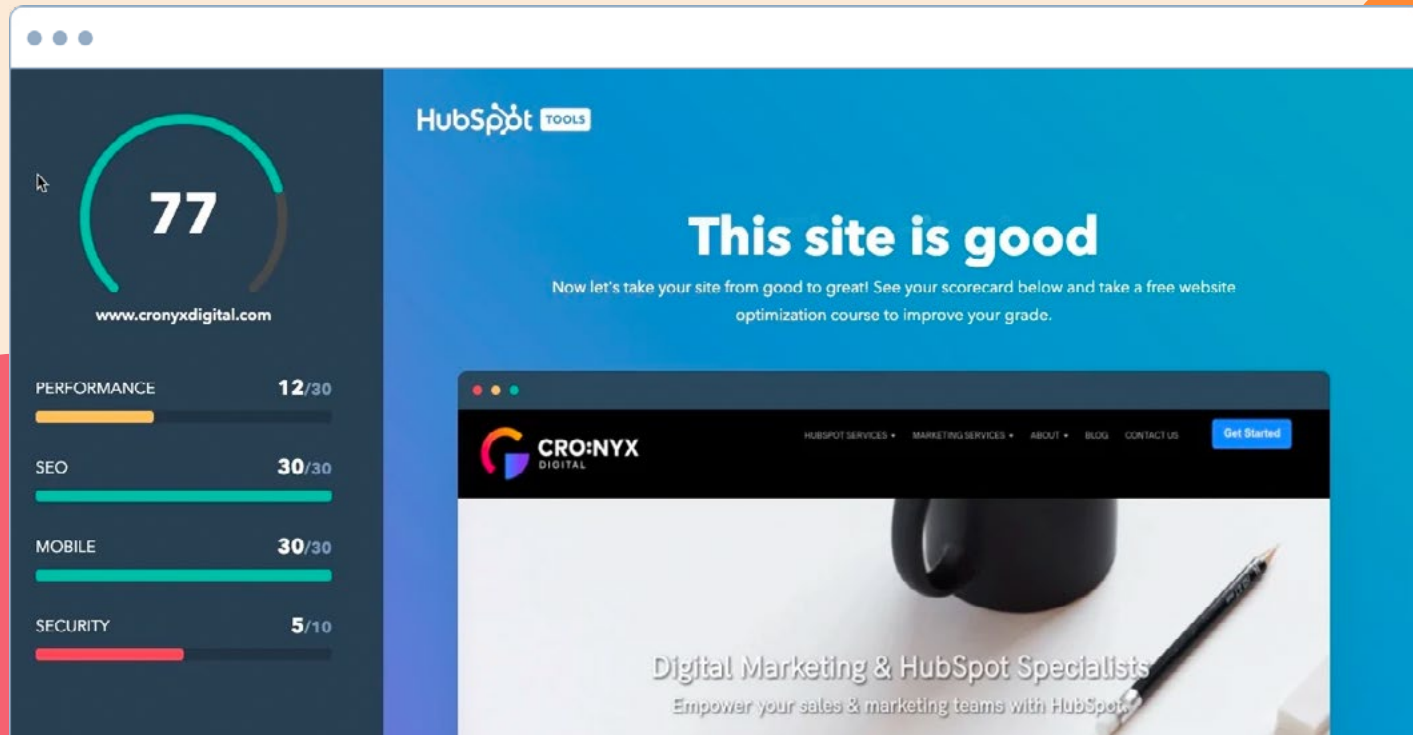 77
www.cronyxdigital.com
PERFORMANCE 12/30
SEO 30/30
MOBILE 30/30
SECURITY 5/10
HubSpot TOOLS
This site is good
Now let's take your site from good to great! See your scorecard below and take a free website
optimization course to improve your grade.
CRO:NYX
DIGITAL
HUBSPOT SERVICES MARKETING SERVICES ABOUT BLOG CONTACT US Get Started
Digital Marketing & HubSpot Specialists
Empower your sales & marketing teams with HubSpot.